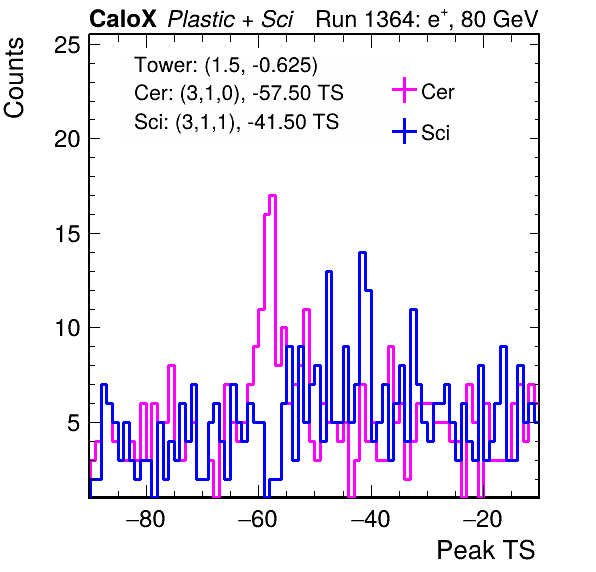 CaloX Plastic + Sci Run 1364: e⁺, 80 GeV
Counts
25
20
15
10
5
Tower: (1.5, -0.625)
Cer: (3,1,0), -57.50 TS
Sci: (3,1,1), -41.50 TS
Cer
Sci
−80 −60 −40 −20
Peak TS